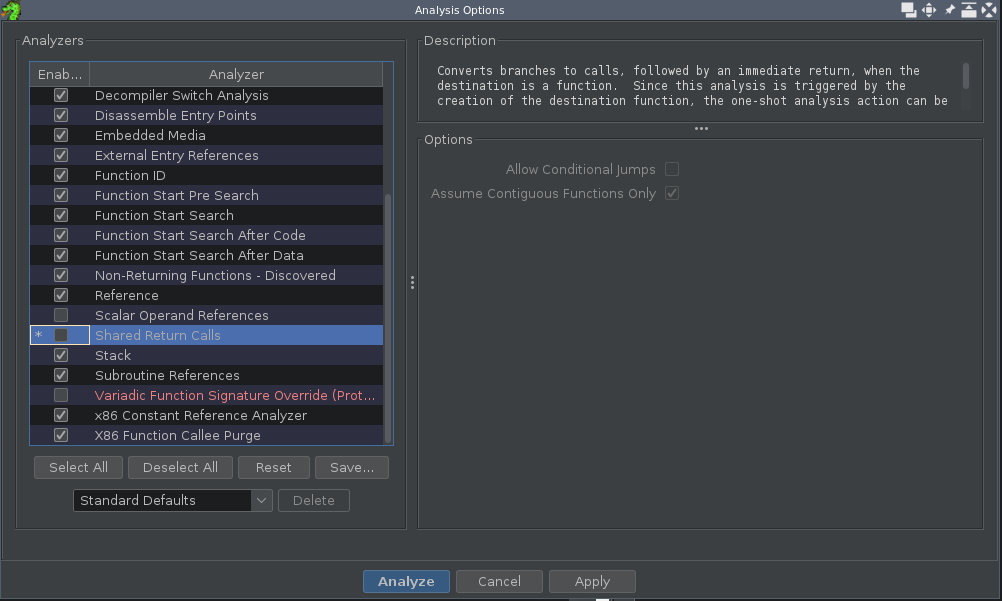 Analysis Options
Analyzers
Enab... Analyzer
Decompiler Switch Analysis
Disassemble Entry Points
Embedded Media
External Entry References
Function ID
Function Start Pre Search
Function Start Search
Function Start Search After Code
Function Start Search After Data
Non-Returning Functions - Discovered
Reference
Scalar Operand References
* Shared Return Calls
Stack
Subroutine References
Variadic Function Signature Override (Prot...
x86 Constant Reference Analyzer
X86 Function Callee Purge
Select All Deselect All Reset Save...
Standard Defaults Delete
Description
Converts branches to calls, followed by an immediate return, when the
destination is a function.  Since this analysis is triggered by the
creation of the destination function, the one-shot analysis action can be
Options
Allow Conditional Jumps
Assume Contiguous Functions Only
Analyze Cancel Apply